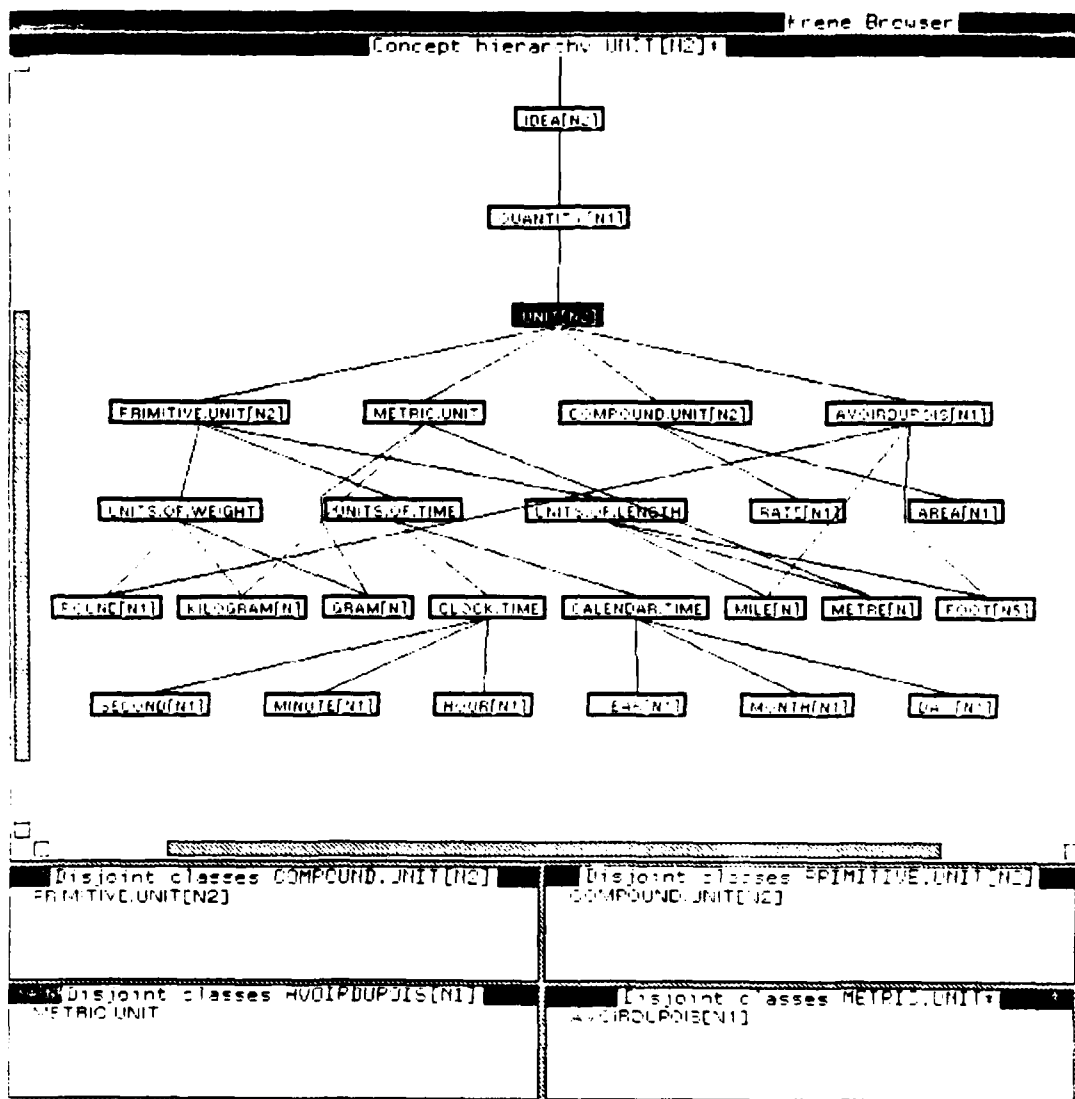 Browser
Concept hierarchy UNIT[N2]*
IDEA[N2]
QUANTITY[N1]
UNIT[N2]
PRIMITIVE.UNIT[N2] METRIC.UNIT COMPOUND.UNIT[N2] AVOIRDUPOIS[N1]
UNITS.OF.WEIGHT UNITS.OF.TIME UNITS.OF.LENGTH RATE[N1] AREA[N1]
POUND[N1] KILOGRAM[N] GRAM[N] CLOCK.TIME CALENDAR.TIME MILE[N] METRE[N] FOOT[N5]
SECOND[N1] MINUTE[N1] HOUR[N1] YEAR[N1] MONTH[N1] DAY[N1]
Disjoint classes COMPOUND.UNIT[N2] Disjoint classes PRIMITIVE.UNIT[N2]
PRIMITIVE.UNIT[N2] COMPOUND.UNIT[N2]
Disjoint classes AVOIRDUPOIS[N1] Disjoint classes METRIC.UNIT*
METRIC.UNIT AVOIRDUPOIS[N1]